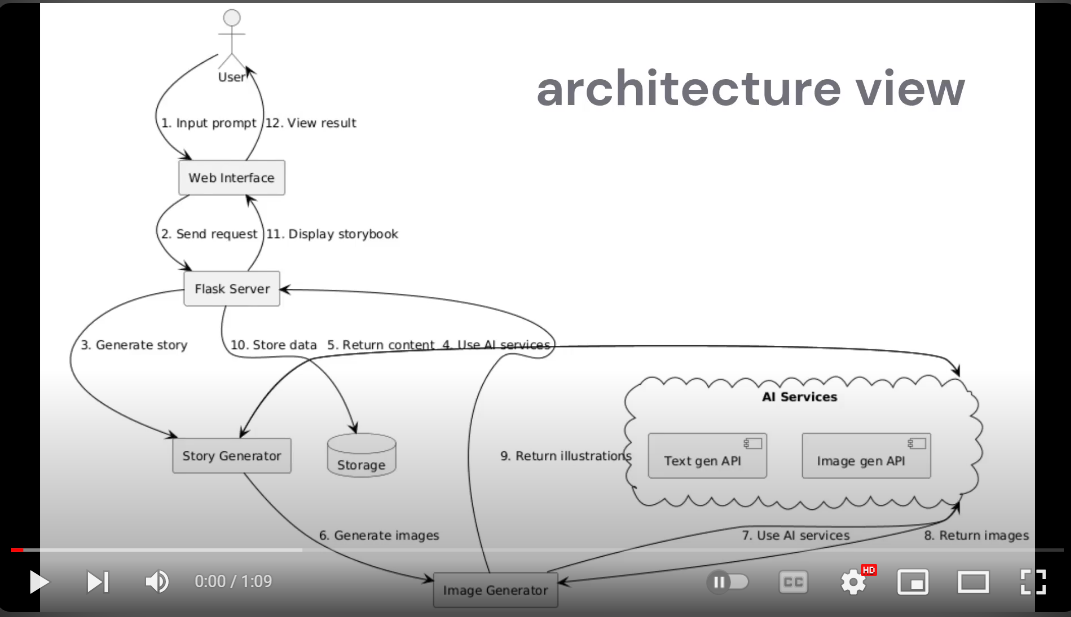 architecture view
User
1. Input prompt
12. View result
Web Interface
2. Send request
11. Display storybook
Flask Server
3. Generate story
10. Store data
5. Return content
4. Use AI services
AI Services
Text gen API
Image gen API
Story Generator
Storage
9. Return illustrations
6. Generate images
7. Use AI services
8. Return images
Image Generator
0:00 / 1:09
CC
HD